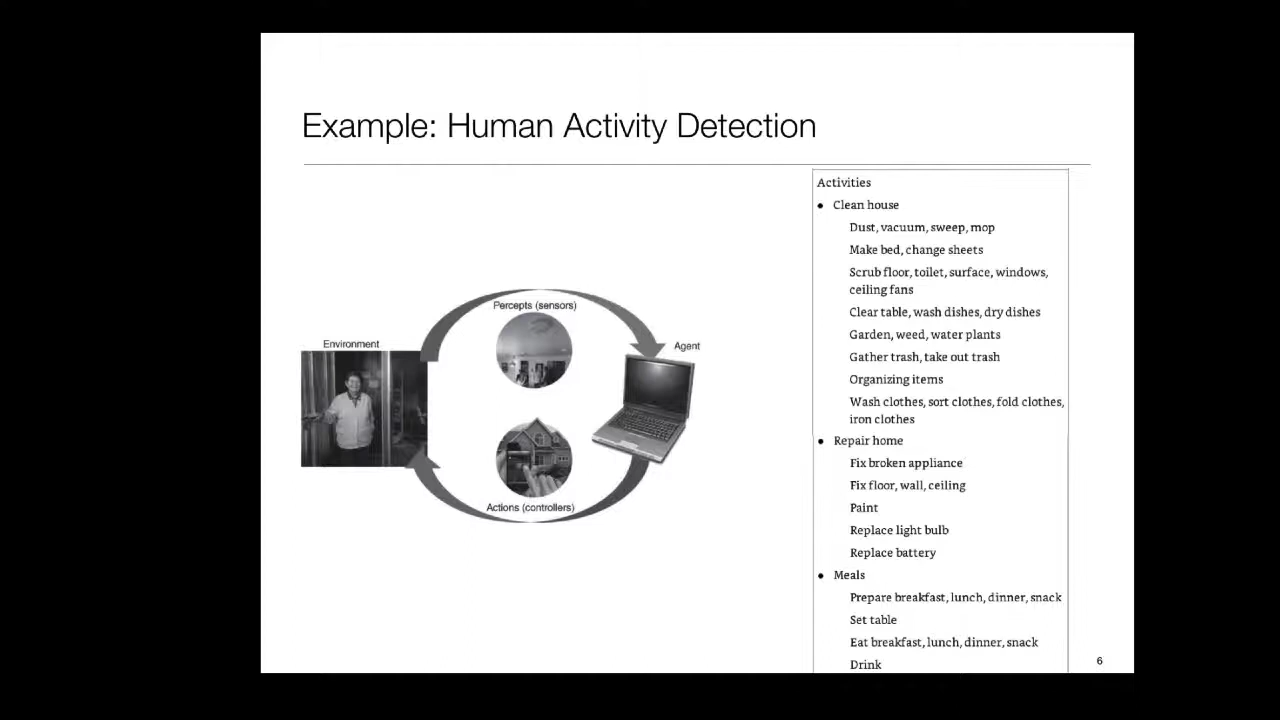 Example: Human Activity Detection
Percepts (sensors)
Environment
Agent
Actions (controllers)
Activities
● Clean house
Dust, vacuum, sweep, mop
Make bed, change sheets
Scrub floor, toilet, surface, windows,
ceiling fans
Clear table, wash dishes, dry dishes
Garden, weed, water plants
Gather trash, take out trash
Organizing items
Wash clothes, sort clothes, fold clothes,
iron clothes
● Repair home
Fix broken appliance
Fix floor, wall, ceiling
Paint
Replace light bulb
Replace battery
● Meals
Prepare breakfast, lunch, dinner, snack
Set table
Eat breakfast, lunch, dinner, snack
Drink
6